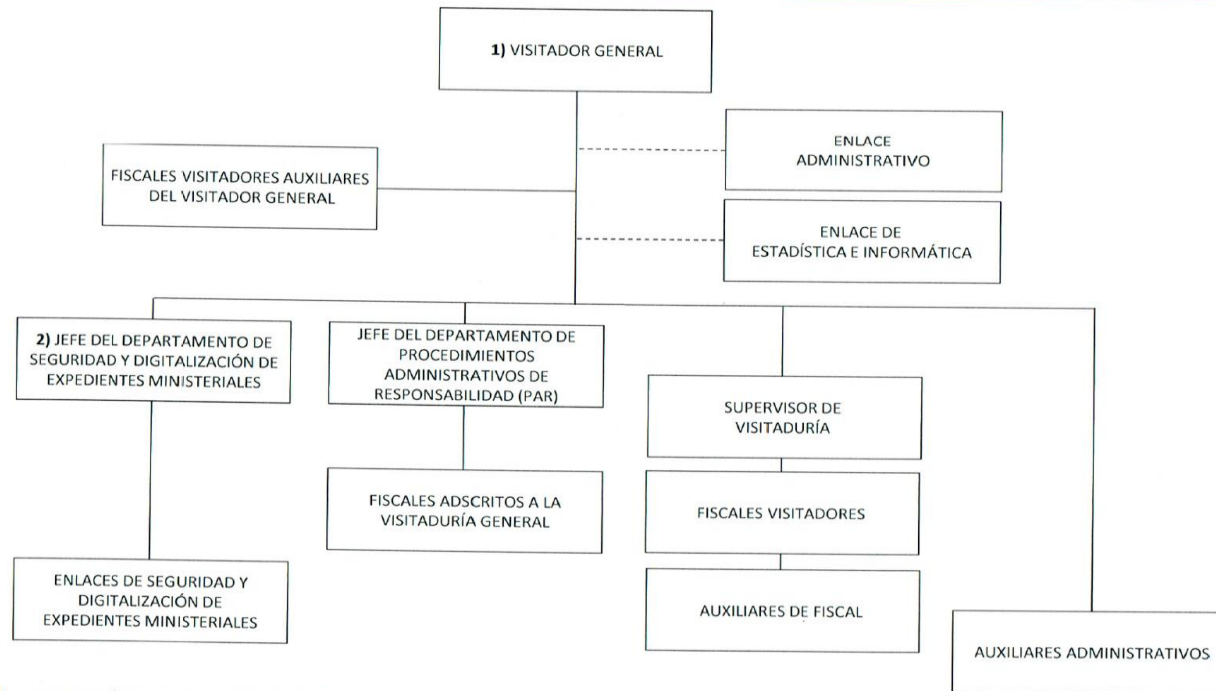 1) VISITADOR GENERAL
ENLACE
ADMINISTRATIVO
FISCALES VISITADORES AUXILIARES
DEL VISITADOR GENERAL
ENLACE DE
ESTADÍSTICA E INFORMÁTICA
2) JEFE DEL DEPARTAMENTO DE
SEGURIDAD Y DIGITALIZACIÓN DE
EXPEDIENTES MINISTERIALES
JEFE DEL DEPARTAMENTO DE
PROCEDIMIENTOS
ADMINISTRATIVOS DE
RESPONSABILIDAD (PAR)
SUPERVISOR DE
VISITADURÍA
FISCALES ADSCRITOS A LA
VISITADURÍA GENERAL
FISCALES VISITADORES
ENLACES DE SEGURIDAD Y
DIGITALIZACIÓN DE
EXPEDIENTES MINISTERIALES
AUXILIARES DE FISCAL
AUXILIARES ADMINISTRATIVOS